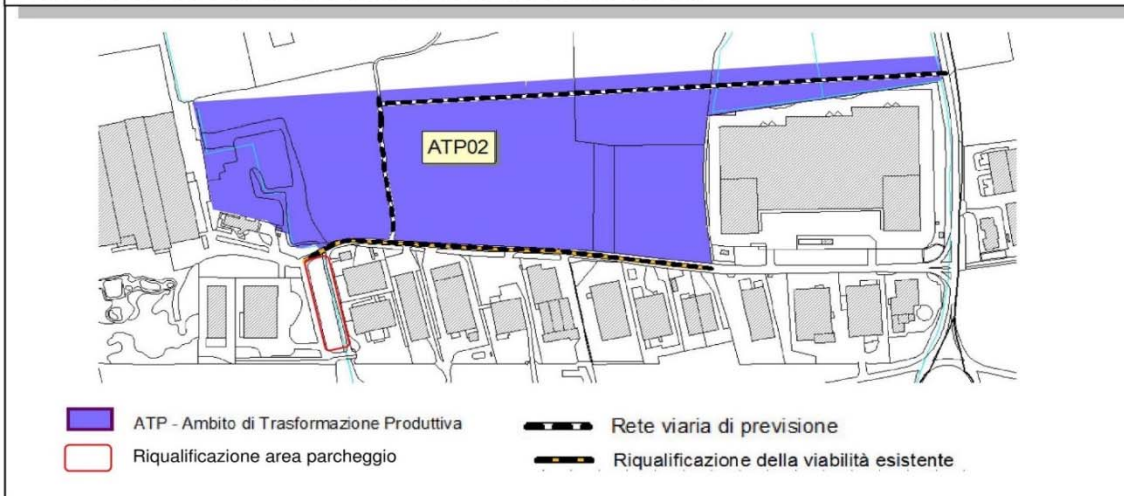 ATP02
ATP - Ambito di Trasformazione Produttiva
Rete viaria di previsione
Riqualificazione area parcheggio
Riqualificazione della viabilità esistente